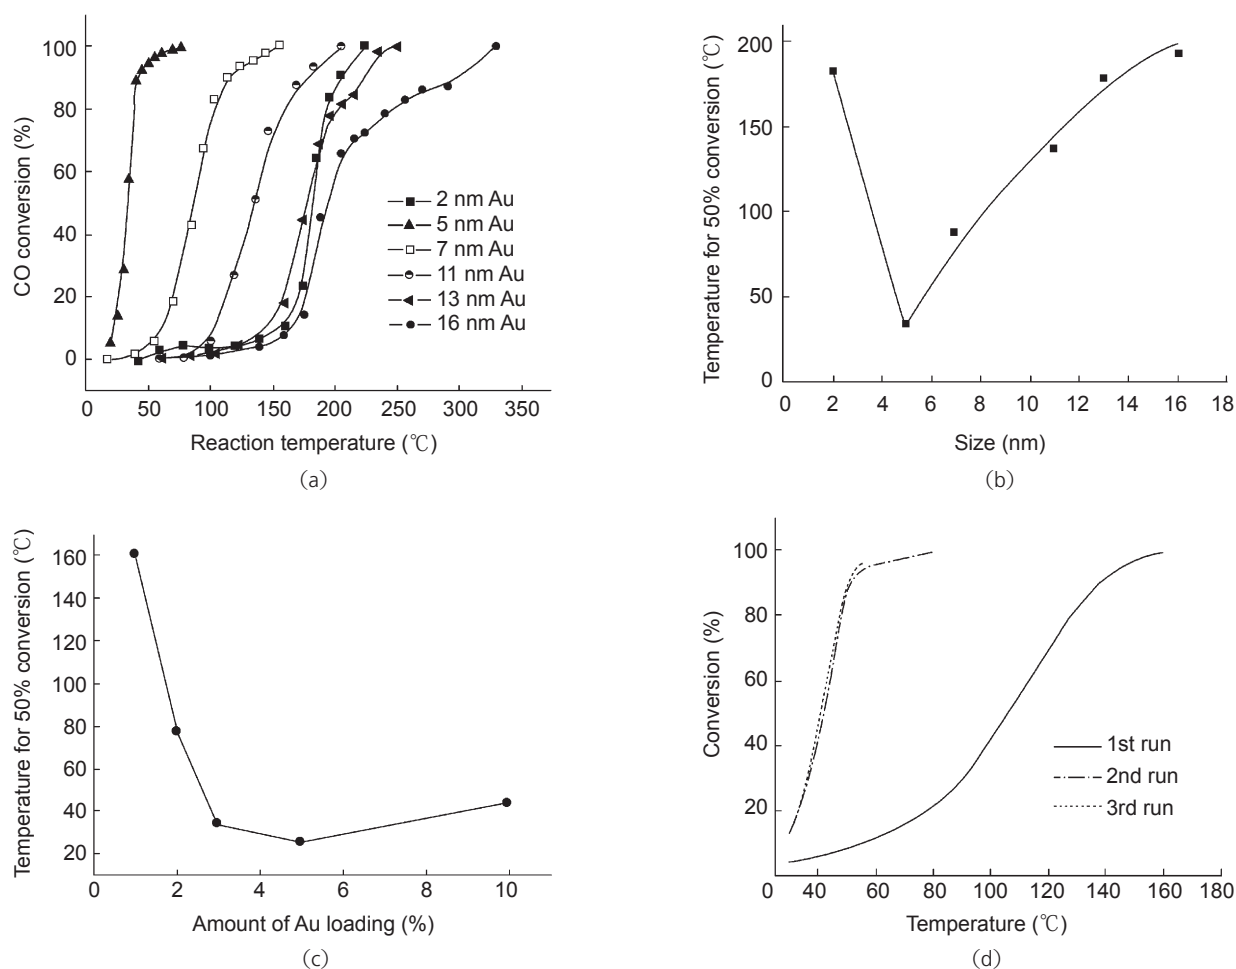 100
80
60
40
20
0
CO conversion (%)
2 nm Au
5 nm Au
7 nm Au
11 nm Au
13 nm Au
16 nm Au
0 50 100 150 200 250 300 350
Reaction temperature (℃)
(a)
200
150
100
50
0
Temperature for 50% conversion (℃)
0 2 4 6 8 10 12 14 16 18
Size (nm)
(b)
160
140
120
100
80
60
40
20
Temperature for 50% conversion (℃)
0 2 4 6 8 10
Amount of Au loading (%)
(c)
100
80
60
40
20
Conversion (%)
1st run
2nd run
3rd run
0 40 60 80 100 120 140 160 180
Temperature (℃)
(d)